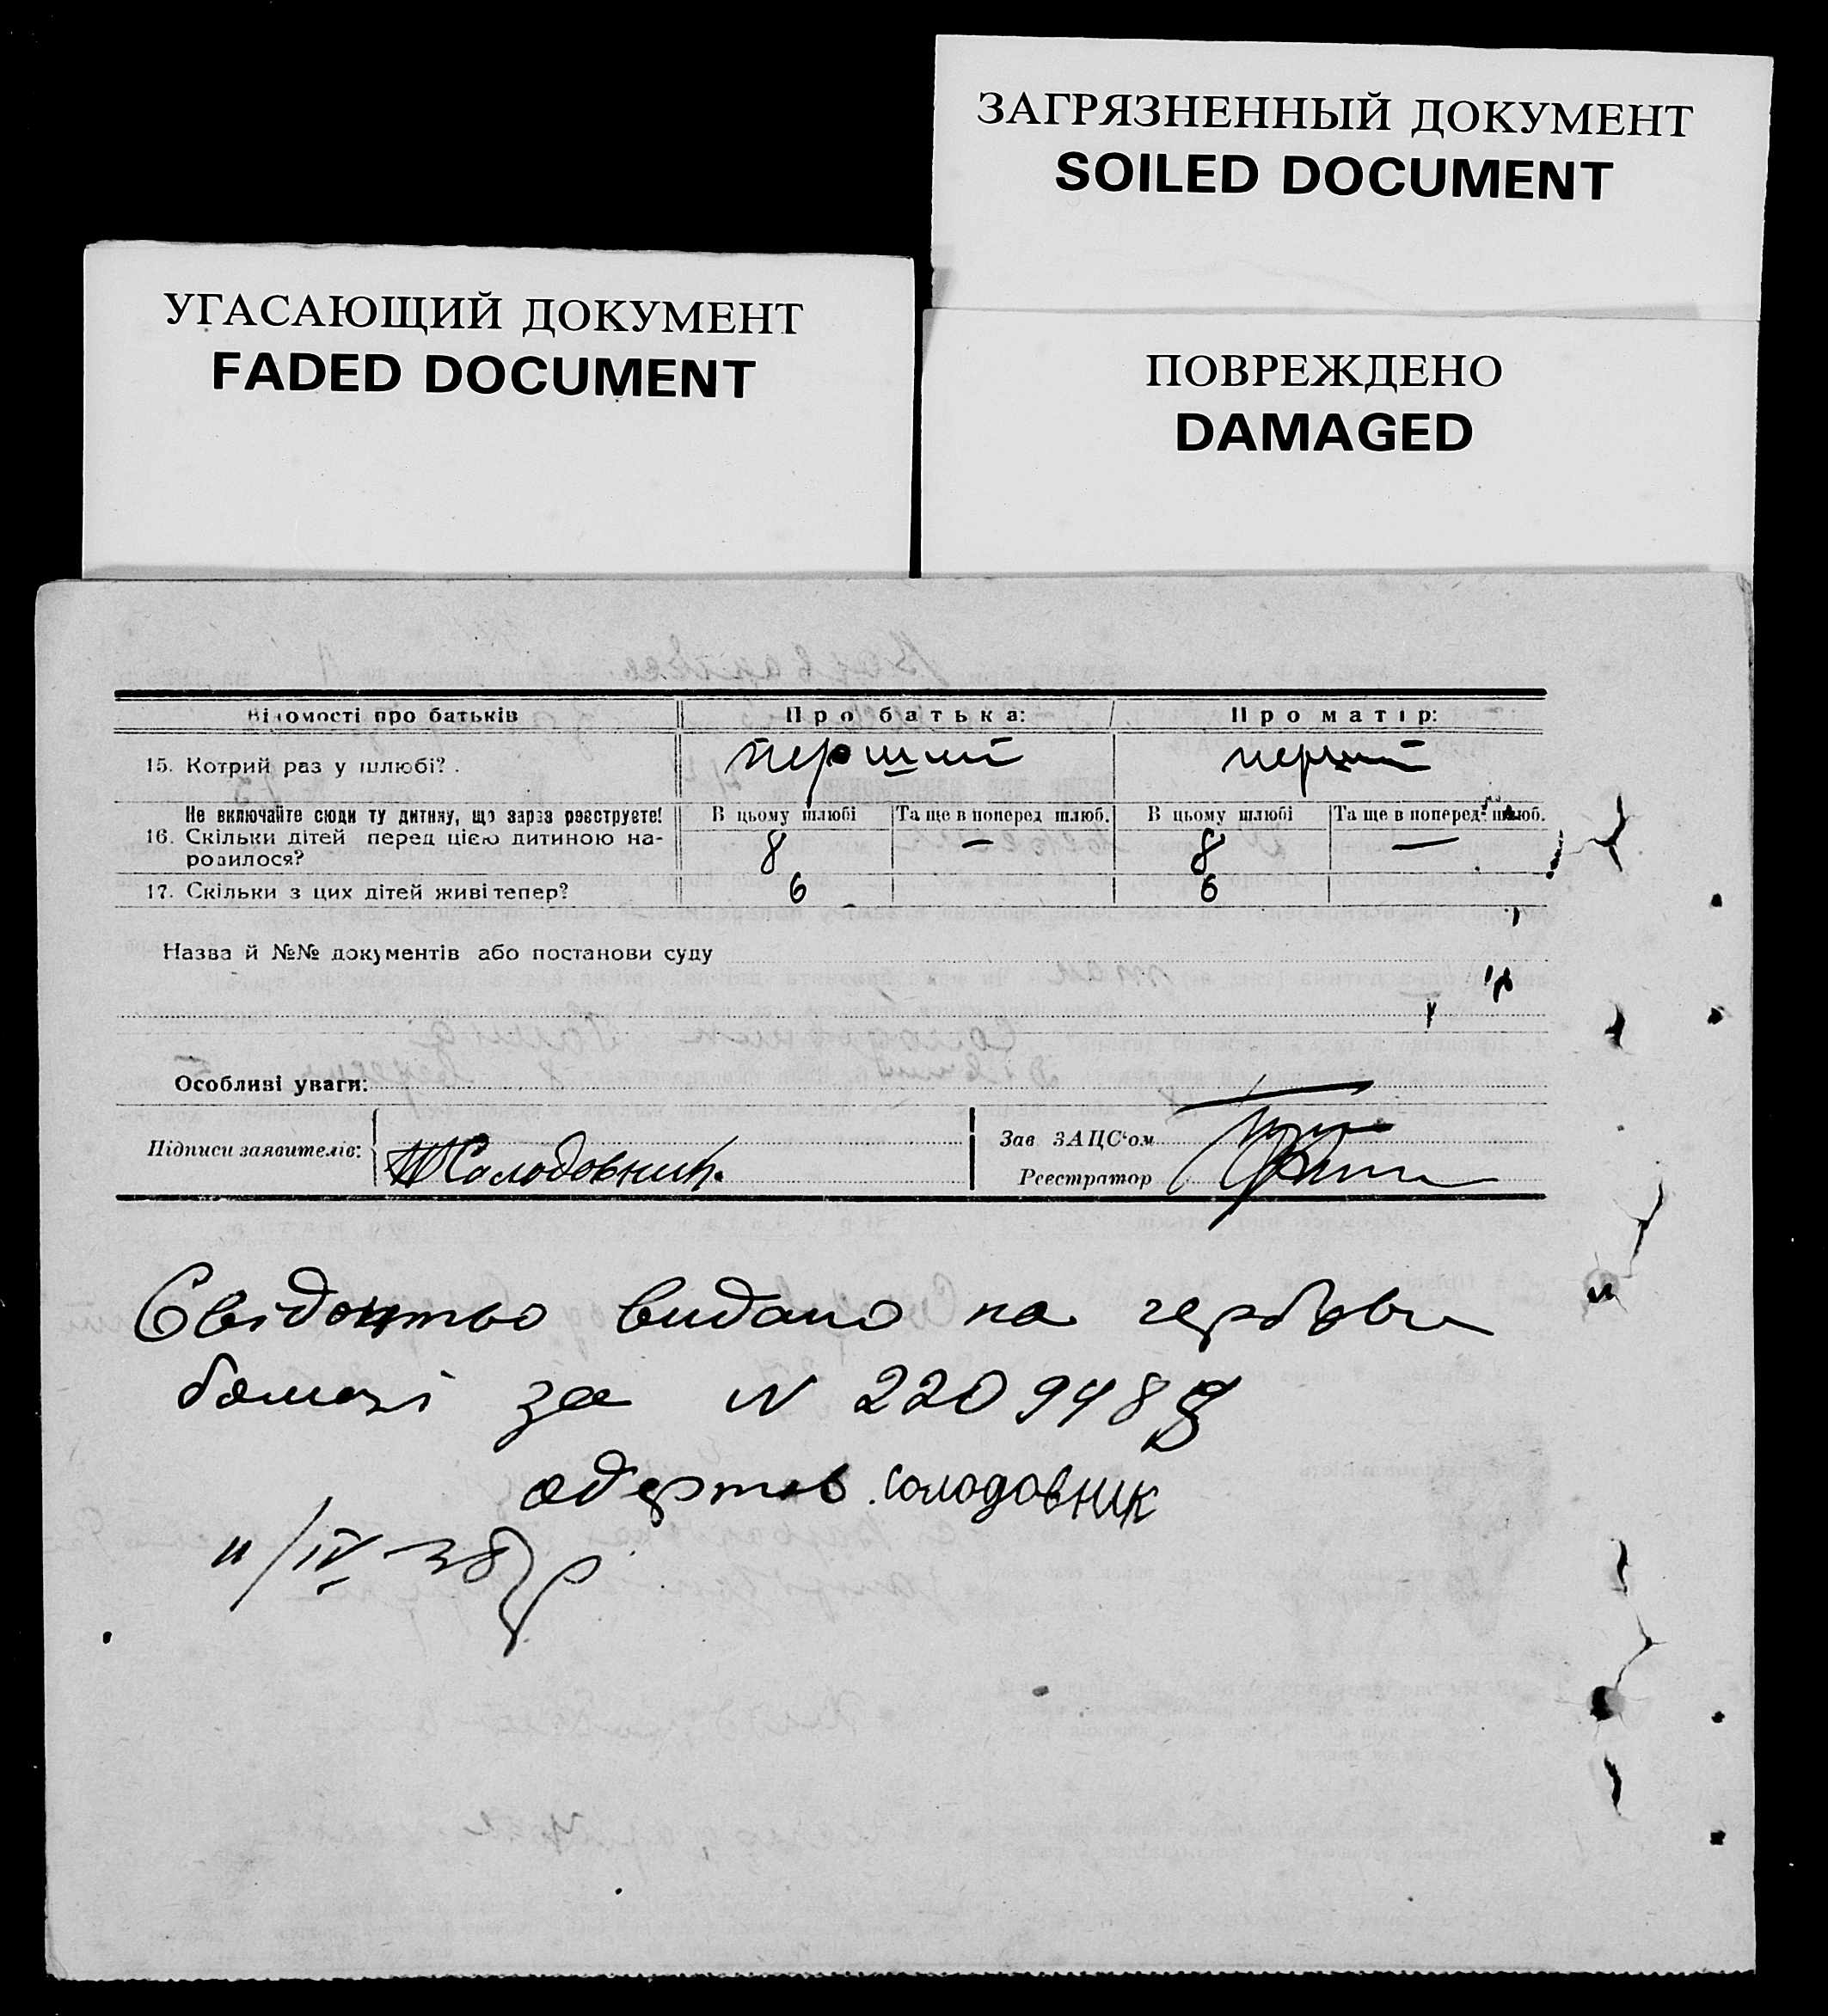 ЗАГРЯЗНЕННЫЙ ДОКУМЕНТ
SOILED DOCUMENT
УГАСАЮЩИЙ ДОКУМЕНТ
FADED DOCUMENT
ПОВРЕЖДЕНО
DAMAGED
Відомості про батьків Про батька: Про матір:
15. Котрий раз у шлюбі? . перший перший
Не включайте сюди ту дитину, що зараз реєструєте! В цьому шлюбі Та ще в поперед шлюб. В цьому шлюбі Та ще в поперед. шлюб.
16. Скільки дітей перед цією дитиною на-
родилося? 8 — 8 —
17. Скільки з цих дітей живі тепер? 6 6
Назва й №№ документів або постанови суду
Особливі уваги:
Підписи заявителів: Солодовник. Зав ЗАЦС'ом
Реєстратор
Свідоцтво видано на гербовім
бомазі за N 220948
одержав солодовник
11/IV-38р